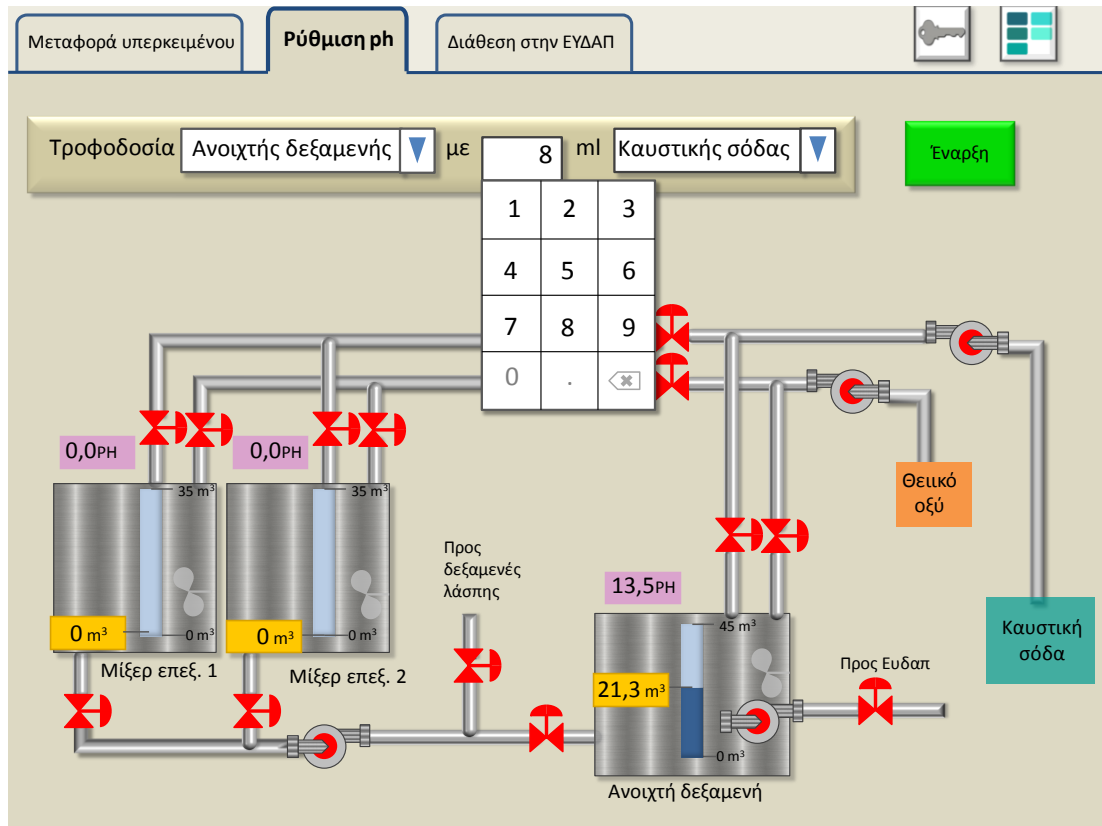 Μεταφορά υπερκειμένου
Ρύθμιση ph
Διάθεση στην ΕΥΔΑΠ
Τροφοδοσία Ανοιχτής δεξαμενής με 8 ml Καυστικής σόδας
Έναρξη
1 2 3
4 5 6
7 8 9
0 .
0,0PH
0,0PH
35 m³
35 m³
Θειικό
οξύ
Προς
δεξαμενές
λάσπης
13,5PH
0 m³
0 m³
0 m³
0 m³
45 m³
Καυστική
σόδα
Μίξερ επεξ. 1
Μίξερ επεξ. 2
Προς Ευδαπ
21,3 m³
0 m³
Ανοιχτή δεξαμενή